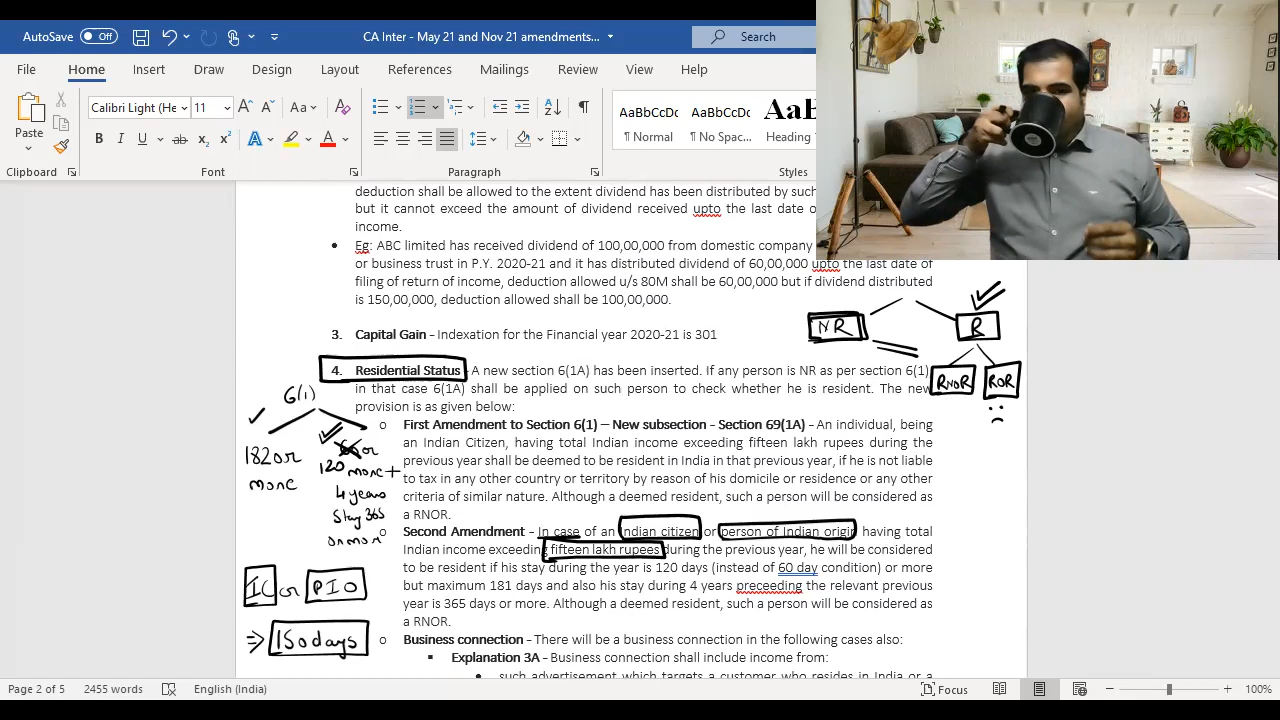 AutoSave Off CA Inter - May 21 and Nov 21 amendments... Search
File Home Insert Draw Design Layout References Mailings Review View Help
Paste Calibri Light (He 11 Aa AaBbCcDc AaBbCcDc AaB
B I U ab x₂ x² A A ¶ Normal ¶ No Spac... Heading
Clipboard Font Paragraph Styles
deduction shall be allowed to the extent dividend has been distributed by such
but it cannot exceed the amount of dividend received upto the last date o
income.
• Eg: ABC limited has received dividend of 100,00,000 from domestic company
or business trust in P.Y. 2020-21 and it has distributed dividend of 60,00,000 upto the last date of
filing of return of income, deduction allowed u/s 80M shall be 60,00,000 but if dividend distributed
is 150,00,000, deduction allowed shall be 100,00,000.
NR R
3. Capital Gain - Indexation for the Financial year 2020-21 is 301
4. Residential Status - A new section 6(1A) has been inserted. If any person is NR as per section 6(1)
in that case 6(1A) shall be applied on such person to check whether he is resident. The new
provision is as given below:
RNOR ROR
6(1)
182 or
more
60 or
120 more +
4 years
Stay 365
or more
o First Amendment to Section 6(1) – New subsection - Section 69(1A) - An individual, being
an Indian Citizen, having total Indian income exceeding fifteen lakh rupees during the
previous year shall be deemed to be resident in India in that previous year, if he is not liable
to tax in any other country or territory by reason of his domicile or residence or any other
criteria of similar nature. Although a deemed resident, such a person will be considered as
a RNOR.
o Second Amendment - In case of an Indian citizen or person of Indian origin having total
Indian income exceeding fifteen lakh rupees during the previous year, he will be considered
to be resident if his stay during the year is 120 days (instead of 60 day condition) or more
but maximum 181 days and also his stay during 4 years preceeding the relevant previous
year is 365 days or more. Although a deemed resident, such a person will be considered as
a RNOR.
IC or PIO
⇒ 150 days
o Business connection - There will be a business connection in the following cases also:
▪ Explanation 3A - Business connection shall include income from:
• such advertisement which targets a customer who resides in India or a
Page 2 of 5 2455 words English (India) Focus 100%